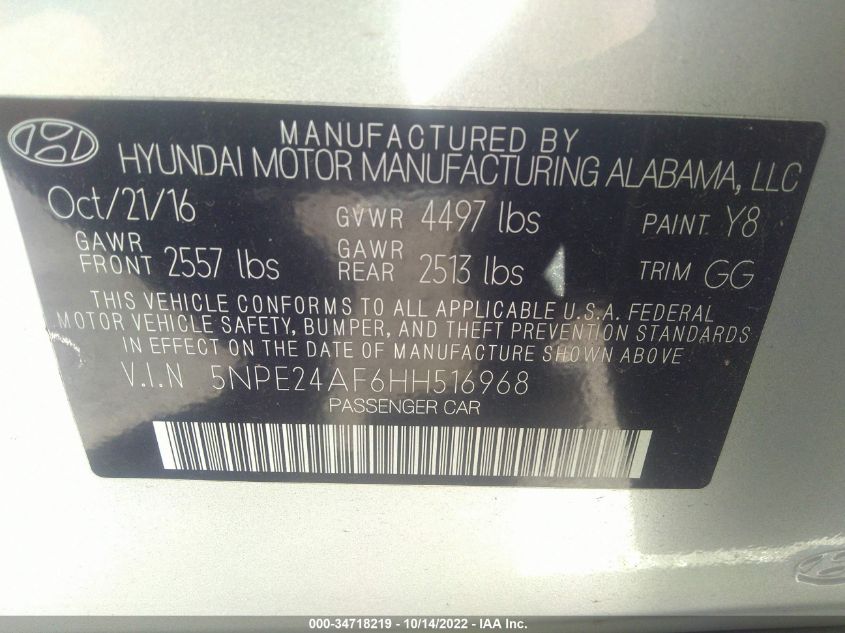 MANUFACTURED BY
HYUNDAI MOTOR MANUFACTURING ALABAMA, LLC
Oct/21/16 GVWR 4497 lbs PAINT Y8
GAWR FRONT 2557 lbs GAWR REAR 2513 lbs TRIM GG
THIS VEHICLE CONFORMS TO ALL APPLICABLE U.S.A. FEDERAL
MOTOR VEHICLE SAFETY, BUMPER, AND THEFT PREVENTION STANDARDS
IN EFFECT ON THE DATE OF MANUFACTURE SHOWN ABOVE.
V.I.N 5NPE24AF6HH516968
PASSENGER CAR
000-34718219 - 10/14/2022 - IAA Inc.